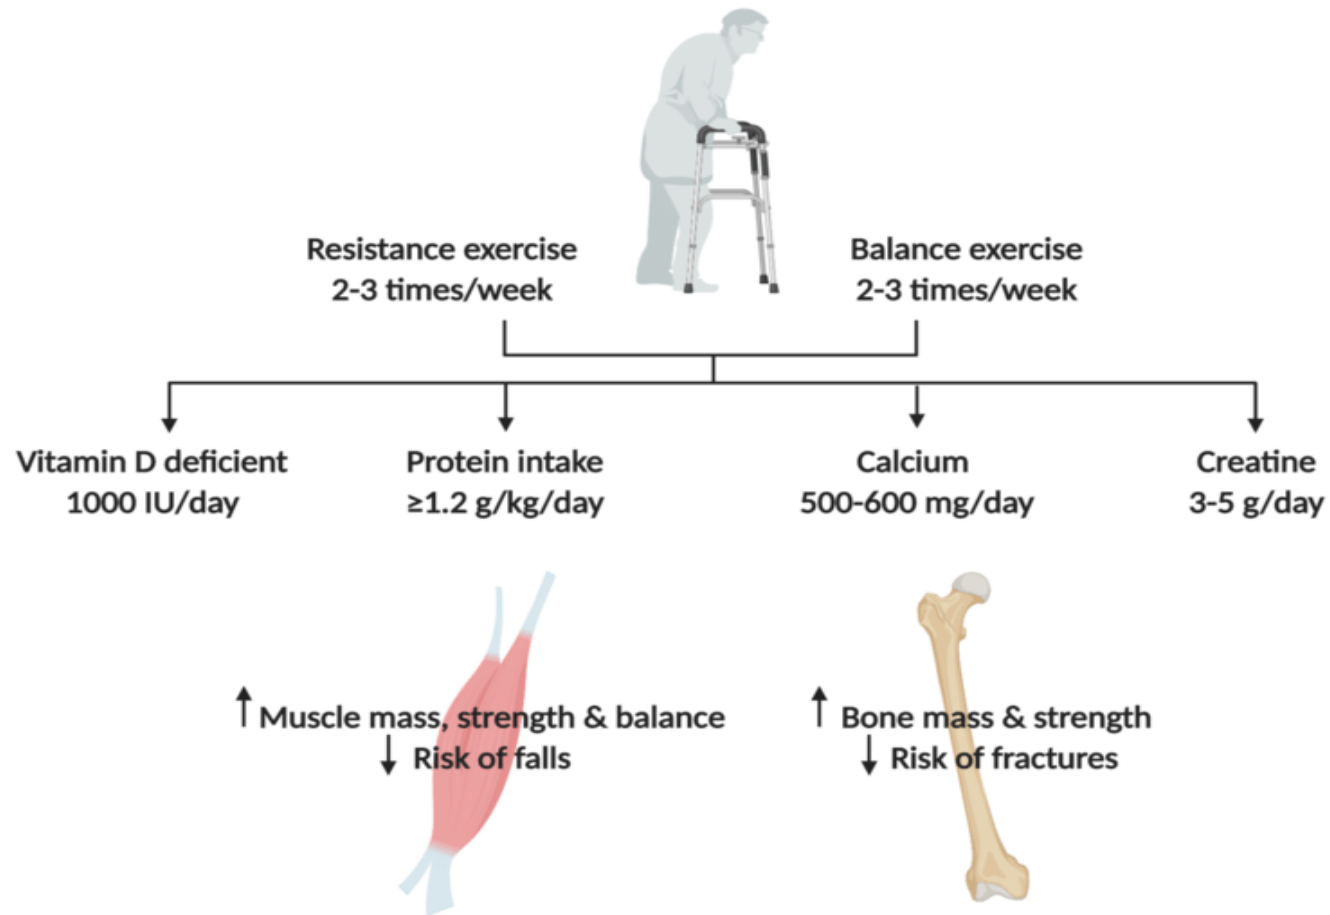 Resistance exercise
2-3 times/week
Balance exercise
2-3 times/week
Vitamin D deficient
1000 IU/day
Protein intake
≥1.2 g/kg/day
Calcium
500-600 mg/day
Creatine
3-5 g/day
↑ Muscle mass, strength & balance
↓ Risk of falls
↑ Bone mass & strength
↓ Risk of fractures